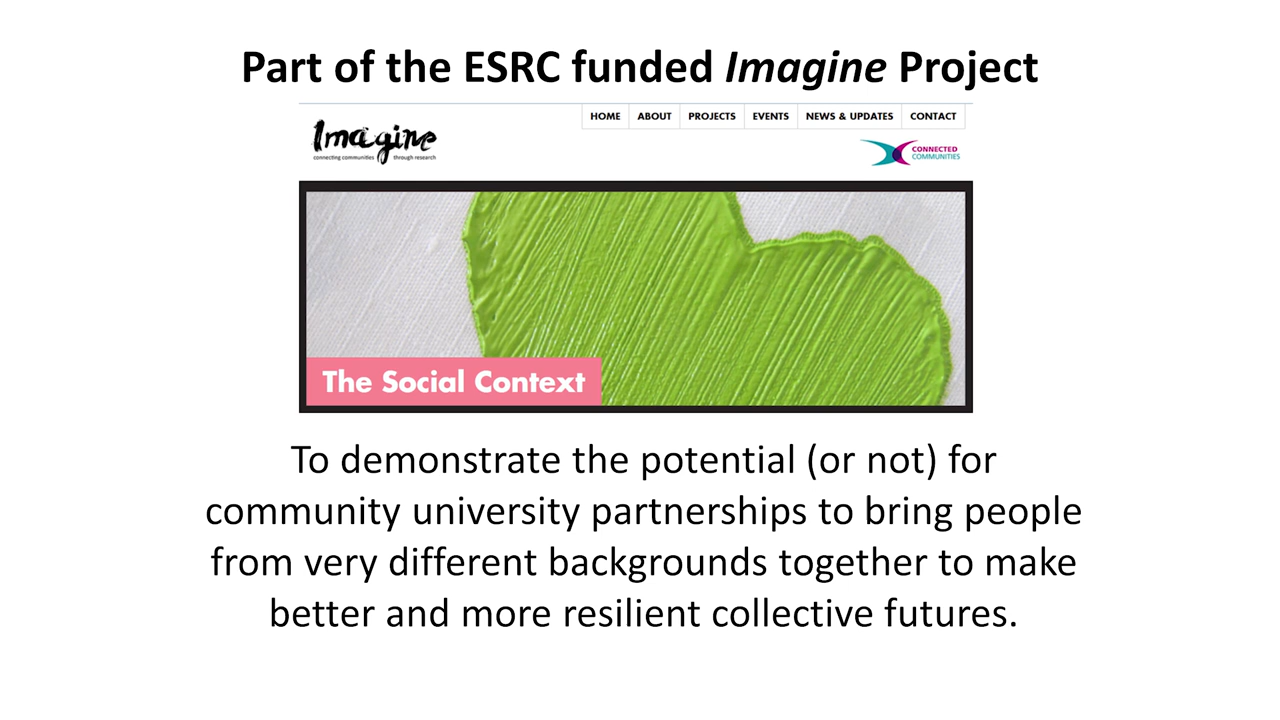 Part of the ESRC funded Imagine Project
HOME ABOUT PROJECTS EVENTS NEWS & UPDATES CONTACT
Imagine
connecting communities through research
CONNECTED
COMMUNITIES
The Social Context
To demonstrate the potential (or not) for
community university partnerships to bring people
from very different backgrounds together to make
better and more resilient collective futures.